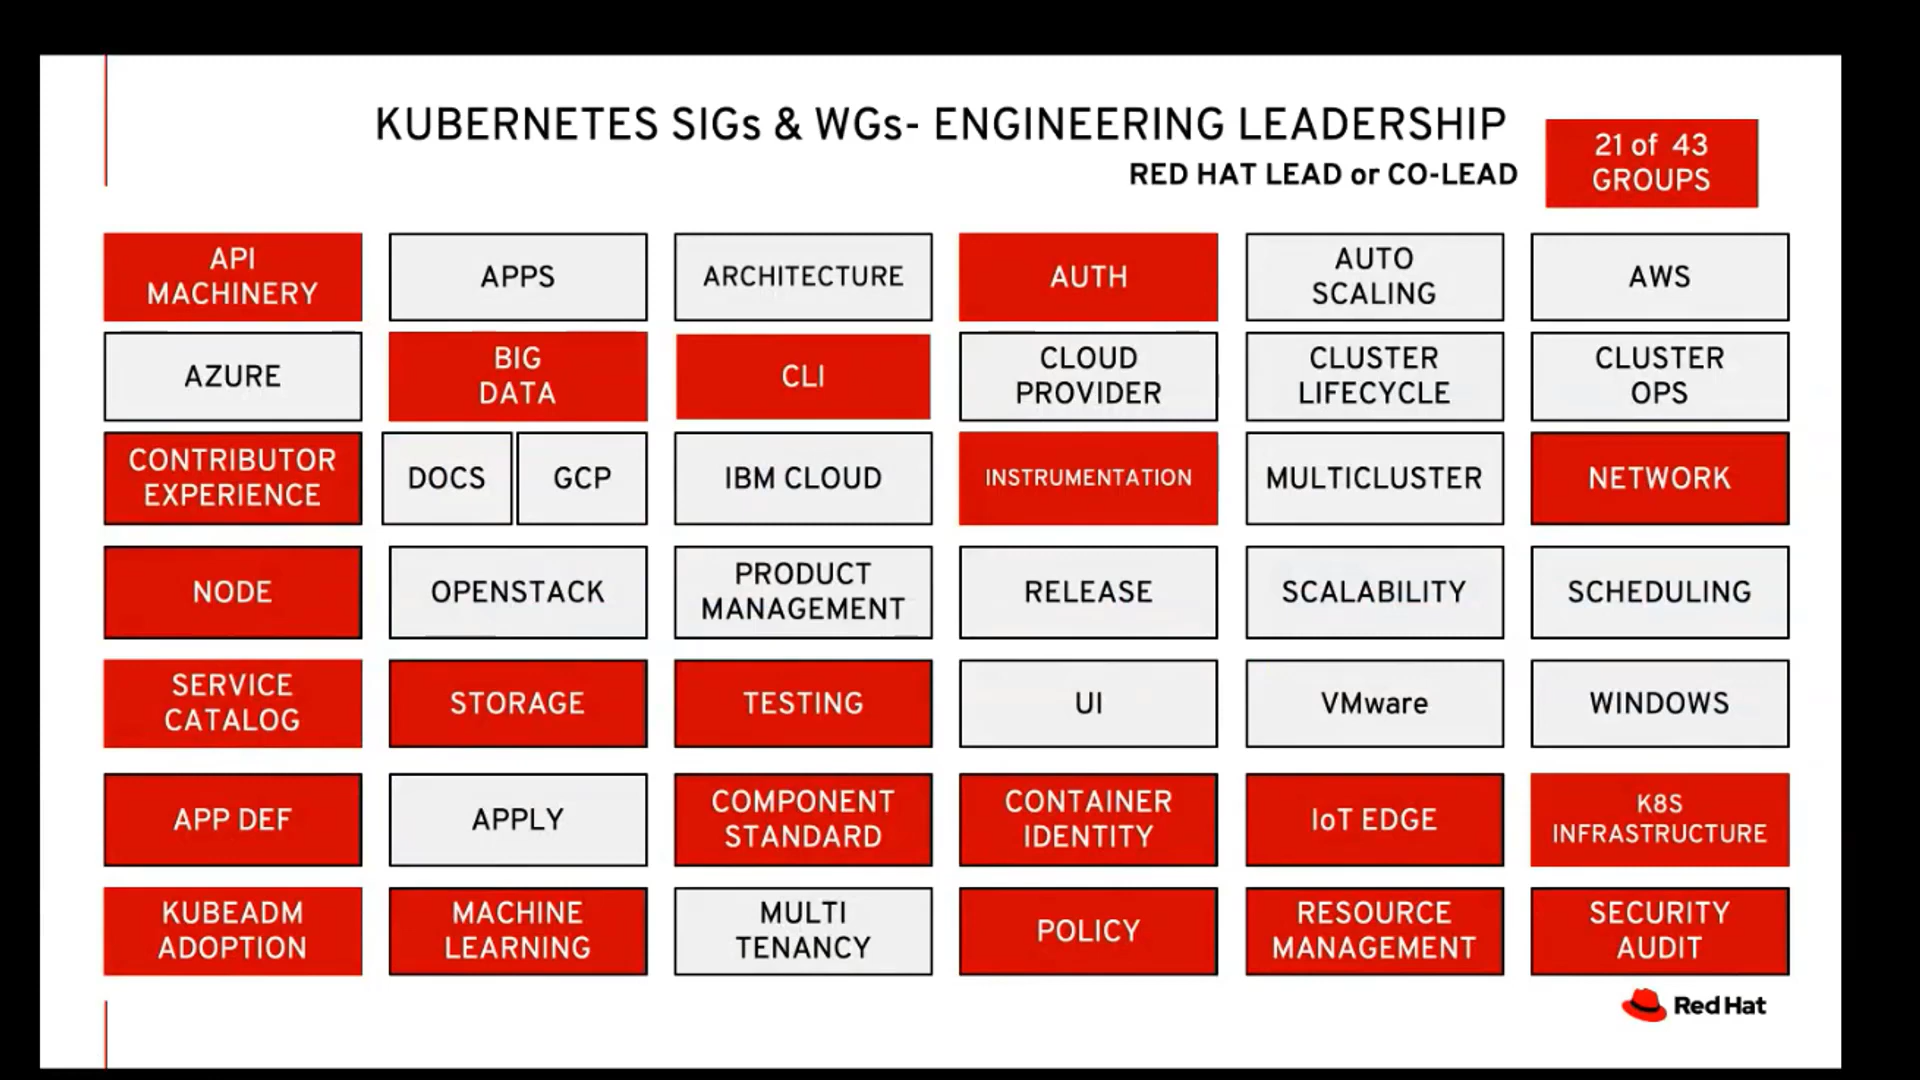 KUBERNETES SIGs & WGs- ENGINEERING LEADERSHIP
RED HAT LEAD or CO-LEAD
21 of 43
GROUPS
API
MACHINERY
APPS
ARCHITECTURE
AUTH
AUTO
SCALING
AWS
AZURE
BIG
DATA
CLI
CLOUD
PROVIDER
CLUSTER
LIFECYCLE
CLUSTER
OPS
CONTRIBUTOR
EXPERIENCE
DOCS
GCP
IBM CLOUD
INSTRUMENTATION
MULTICLUSTER
NETWORK
NODE
OPENSTACK
PRODUCT
MANAGEMENT
RELEASE
SCALABILITY
SCHEDULING
SERVICE
CATALOG
STORAGE
TESTING
UI
VMware
WINDOWS
APP DEF
APPLY
COMPONENT
STANDARD
CONTAINER
IDENTITY
IoT EDGE
K8S
INFRASTRUCTURE
KUBEADM
ADOPTION
MACHINE
LEARNING
MULTI
TENANCY
POLICY
RESOURCE
MANAGEMENT
SECURITY
AUDIT
Red Hat